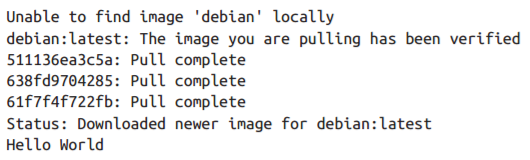 Unable to find image 'debian' locally
debian:latest: The image you are pulling has been verified
511136ea3c5a: Pull complete
638fd9704285: Pull complete
61f7f4f722fb: Pull complete
Status: Downloaded newer image for debian:latest
Hello World